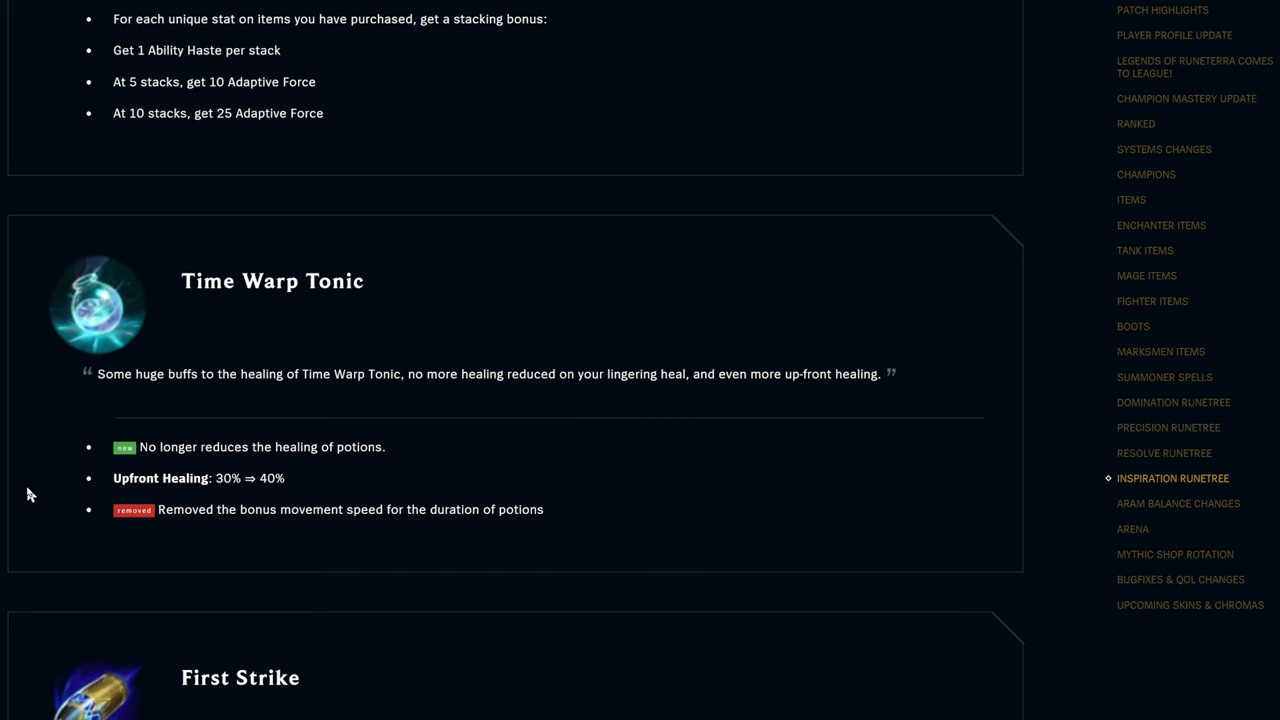 For each unique stat on items you have purchased, get a stacking bonus:
Get 1 Ability Haste per stack
At 5 stacks, get 10 Adaptive Force
At 10 stacks, get 25 Adaptive Force
Time Warp Tonic
“ Some huge buffs to the healing of Time Warp Tonic, no more healing reduced on your lingering heal, and even more up-front healing. ”
new No longer reduces the healing of potions.
Upfront Healing: 30% ⇒ 40%
removed Removed the bonus movement speed for the duration of potions
First Strike
PATCH HIGHLIGHTS
PLAYER PROFILE UPDATE
LEGENDS OF RUNETERRA COMES
TO LEAGUE!
CHAMPION MASTERY UPDATE
RANKED
SYSTEMS CHANGES
CHAMPIONS
ITEMS
ENCHANTER ITEMS
TANK ITEMS
MAGE ITEMS
FIGHTER ITEMS
BOOTS
MARKSMEN ITEMS
SUMMONER SPELLS
DOMINATION RUNETREE
PRECISION RUNETREE
RESOLVE RUNETREE
INSPIRATION RUNETREE
ARAM BALANCE CHANGES
ARENA
MYTHIC SHOP ROTATION
BUGFIXES & QOL CHANGES
UPCOMING SKINS & CHROMAS